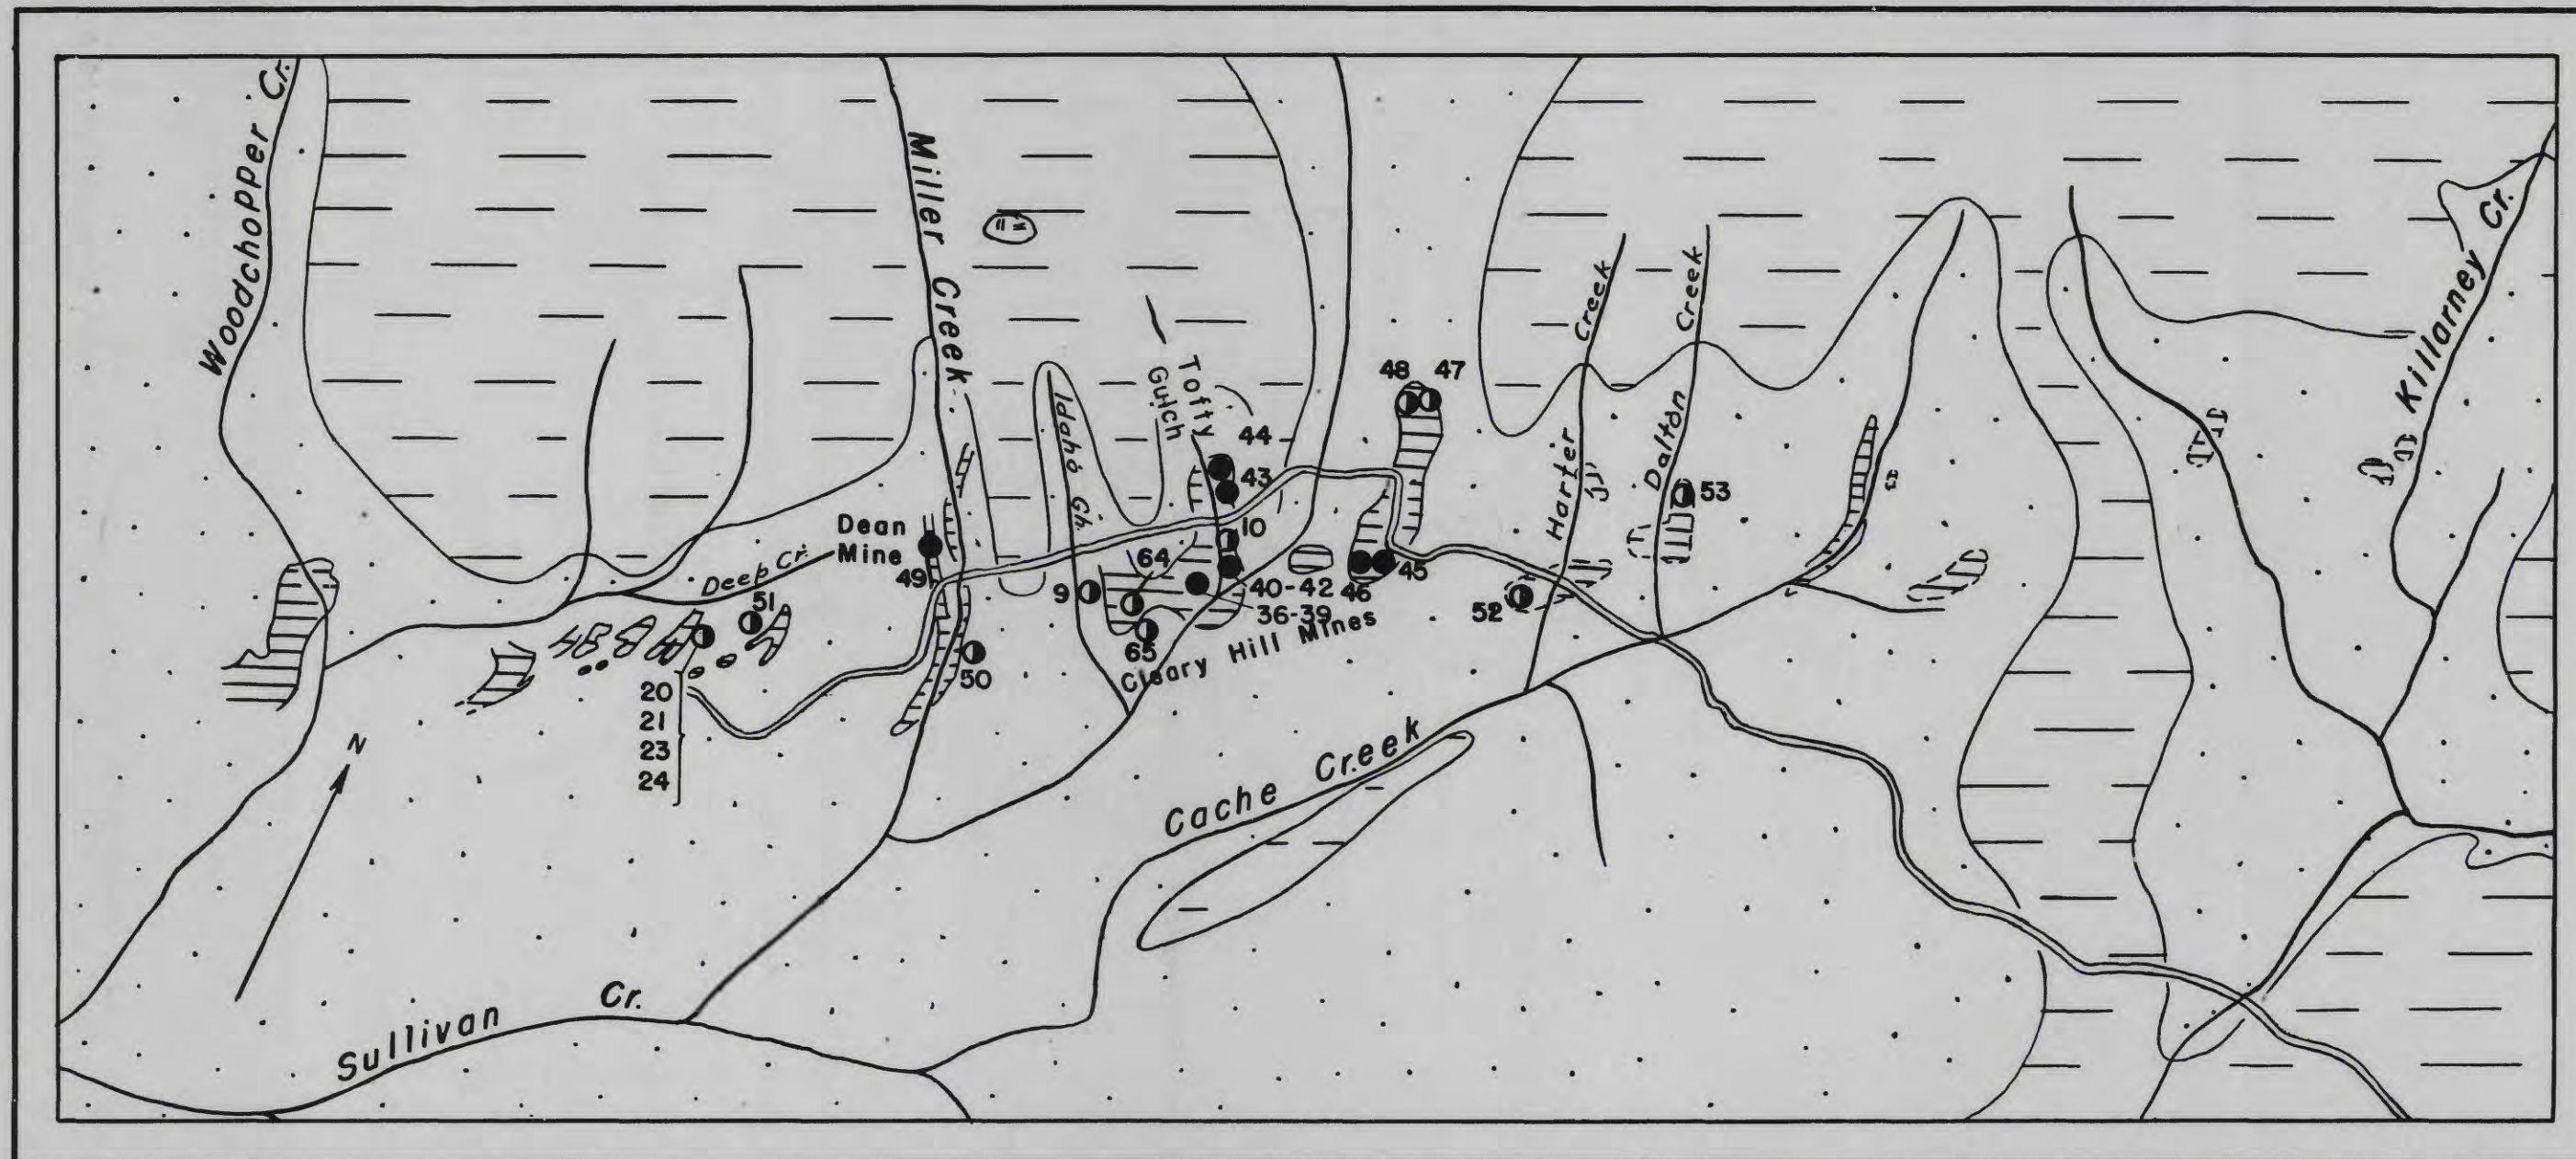 Woodchopper Cr.
Miller Creek
Killarney Cr.
Creek
Creek
Harter
Dalton
Tofty
Gulch
Idaho Gh.
48 47
44
43
53
Dean
Mine
10
49
Deep Cr.
64
9
40-42
46
45
36-39
52
51
65
50
Cleary Hill Mines
20
21
23
24
N
Cache Creek
Sullivan Cr.